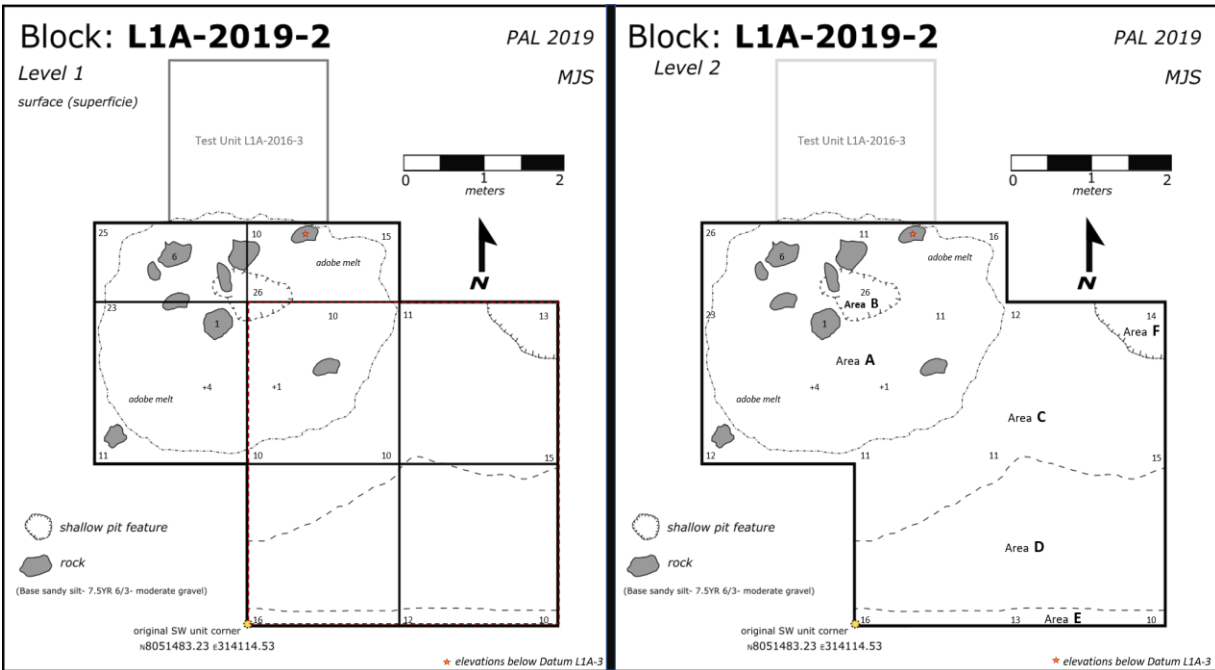 Block: L1A-2019-2
PAL 2019
Level 1
MJS
surface (superficie)
Test Unit L1A-2016-3
0 1 2
meters
N
25 10 15
adobe melt
6
26
23 10 11 13
1
+4 +1
adobe melt
11 10 10 15
shallow pit feature
rock
(Base sandy silt- 7.5YR 6/3- moderate gravel)
16 12 10
original SW unit corner
N8051483.23 E314114.53
★ elevations below Datum L1A-3
Block: L1A-2019-2
PAL 2019
Level 2
MJS
Test Unit L1A-2016-3
0 1 2
meters
N
26 11 16
adobe melt
26
Area B
23 11 12 14
Area F
1
Area A
+4 +1
Area C
12 11 11 15
shallow pit feature
Area D
rock
(Base sandy silt- 7.5YR 6/3- moderate gravel)
16 13 Area E 10
original SW unit corner
N8051483.23 E314114.53
★ elevations below Datum L1A-3